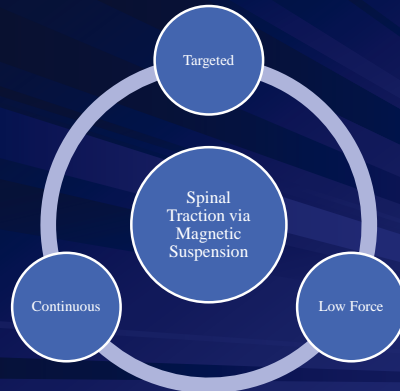 Targeted
Spinal
Traction via
Magnetic
Suspension
Continuous
Low Force